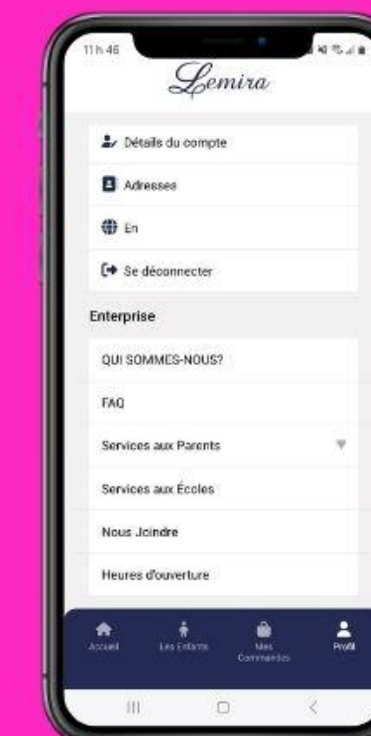 11 h 46
Lemira
Détails du compte
Adresses
En
Se déconnecter
Enterprise
QUI SOMMES-NOUS?
FAQ
Services aux Parents
Services aux Écoles
Nous Joindre
Heures d'ouverture
Accueil
Les Enfants
Mes
Commandes
Profil